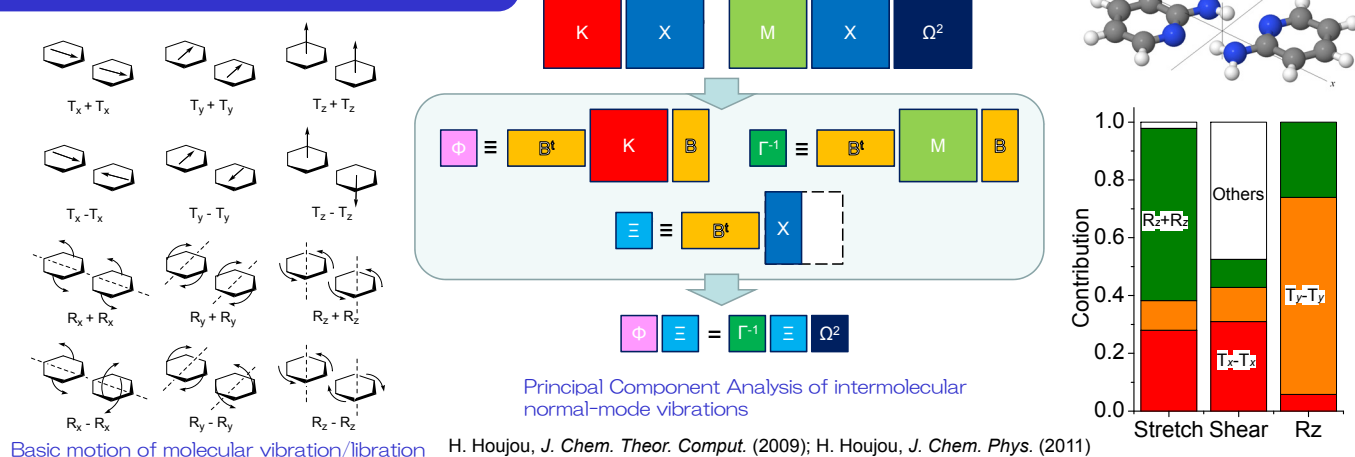 K X M X Ω²
Tx + Tx Ty + Ty Tz + Tz
Tx -Tx Ty - Ty Tz - Tz
Rx + Rx Ry + Ry Rz + Rz
Rx - Rx Ry - Ry Rz - Rz
Basic motion of molecular vibration/libration
Φ ≡ Bᵗ K B Γ⁻¹ ≡ Bᵗ M B
Ξ ≡ Bᵗ X
Φ Ξ = Γ⁻¹ Ξ Ω²
Principal Component Analysis of intermolecular
normal-mode vibrations
H. Houjou, J. Chem. Theor. Comput. (2009); H. Houjou, J. Chem. Phys. (2011)
x
Contribution
1.0
0.8
0.6
0.4
0.2
0.0
Others
Rz+Rz
Ty-Ty
Tx-Tx
Stretch Shear Rz